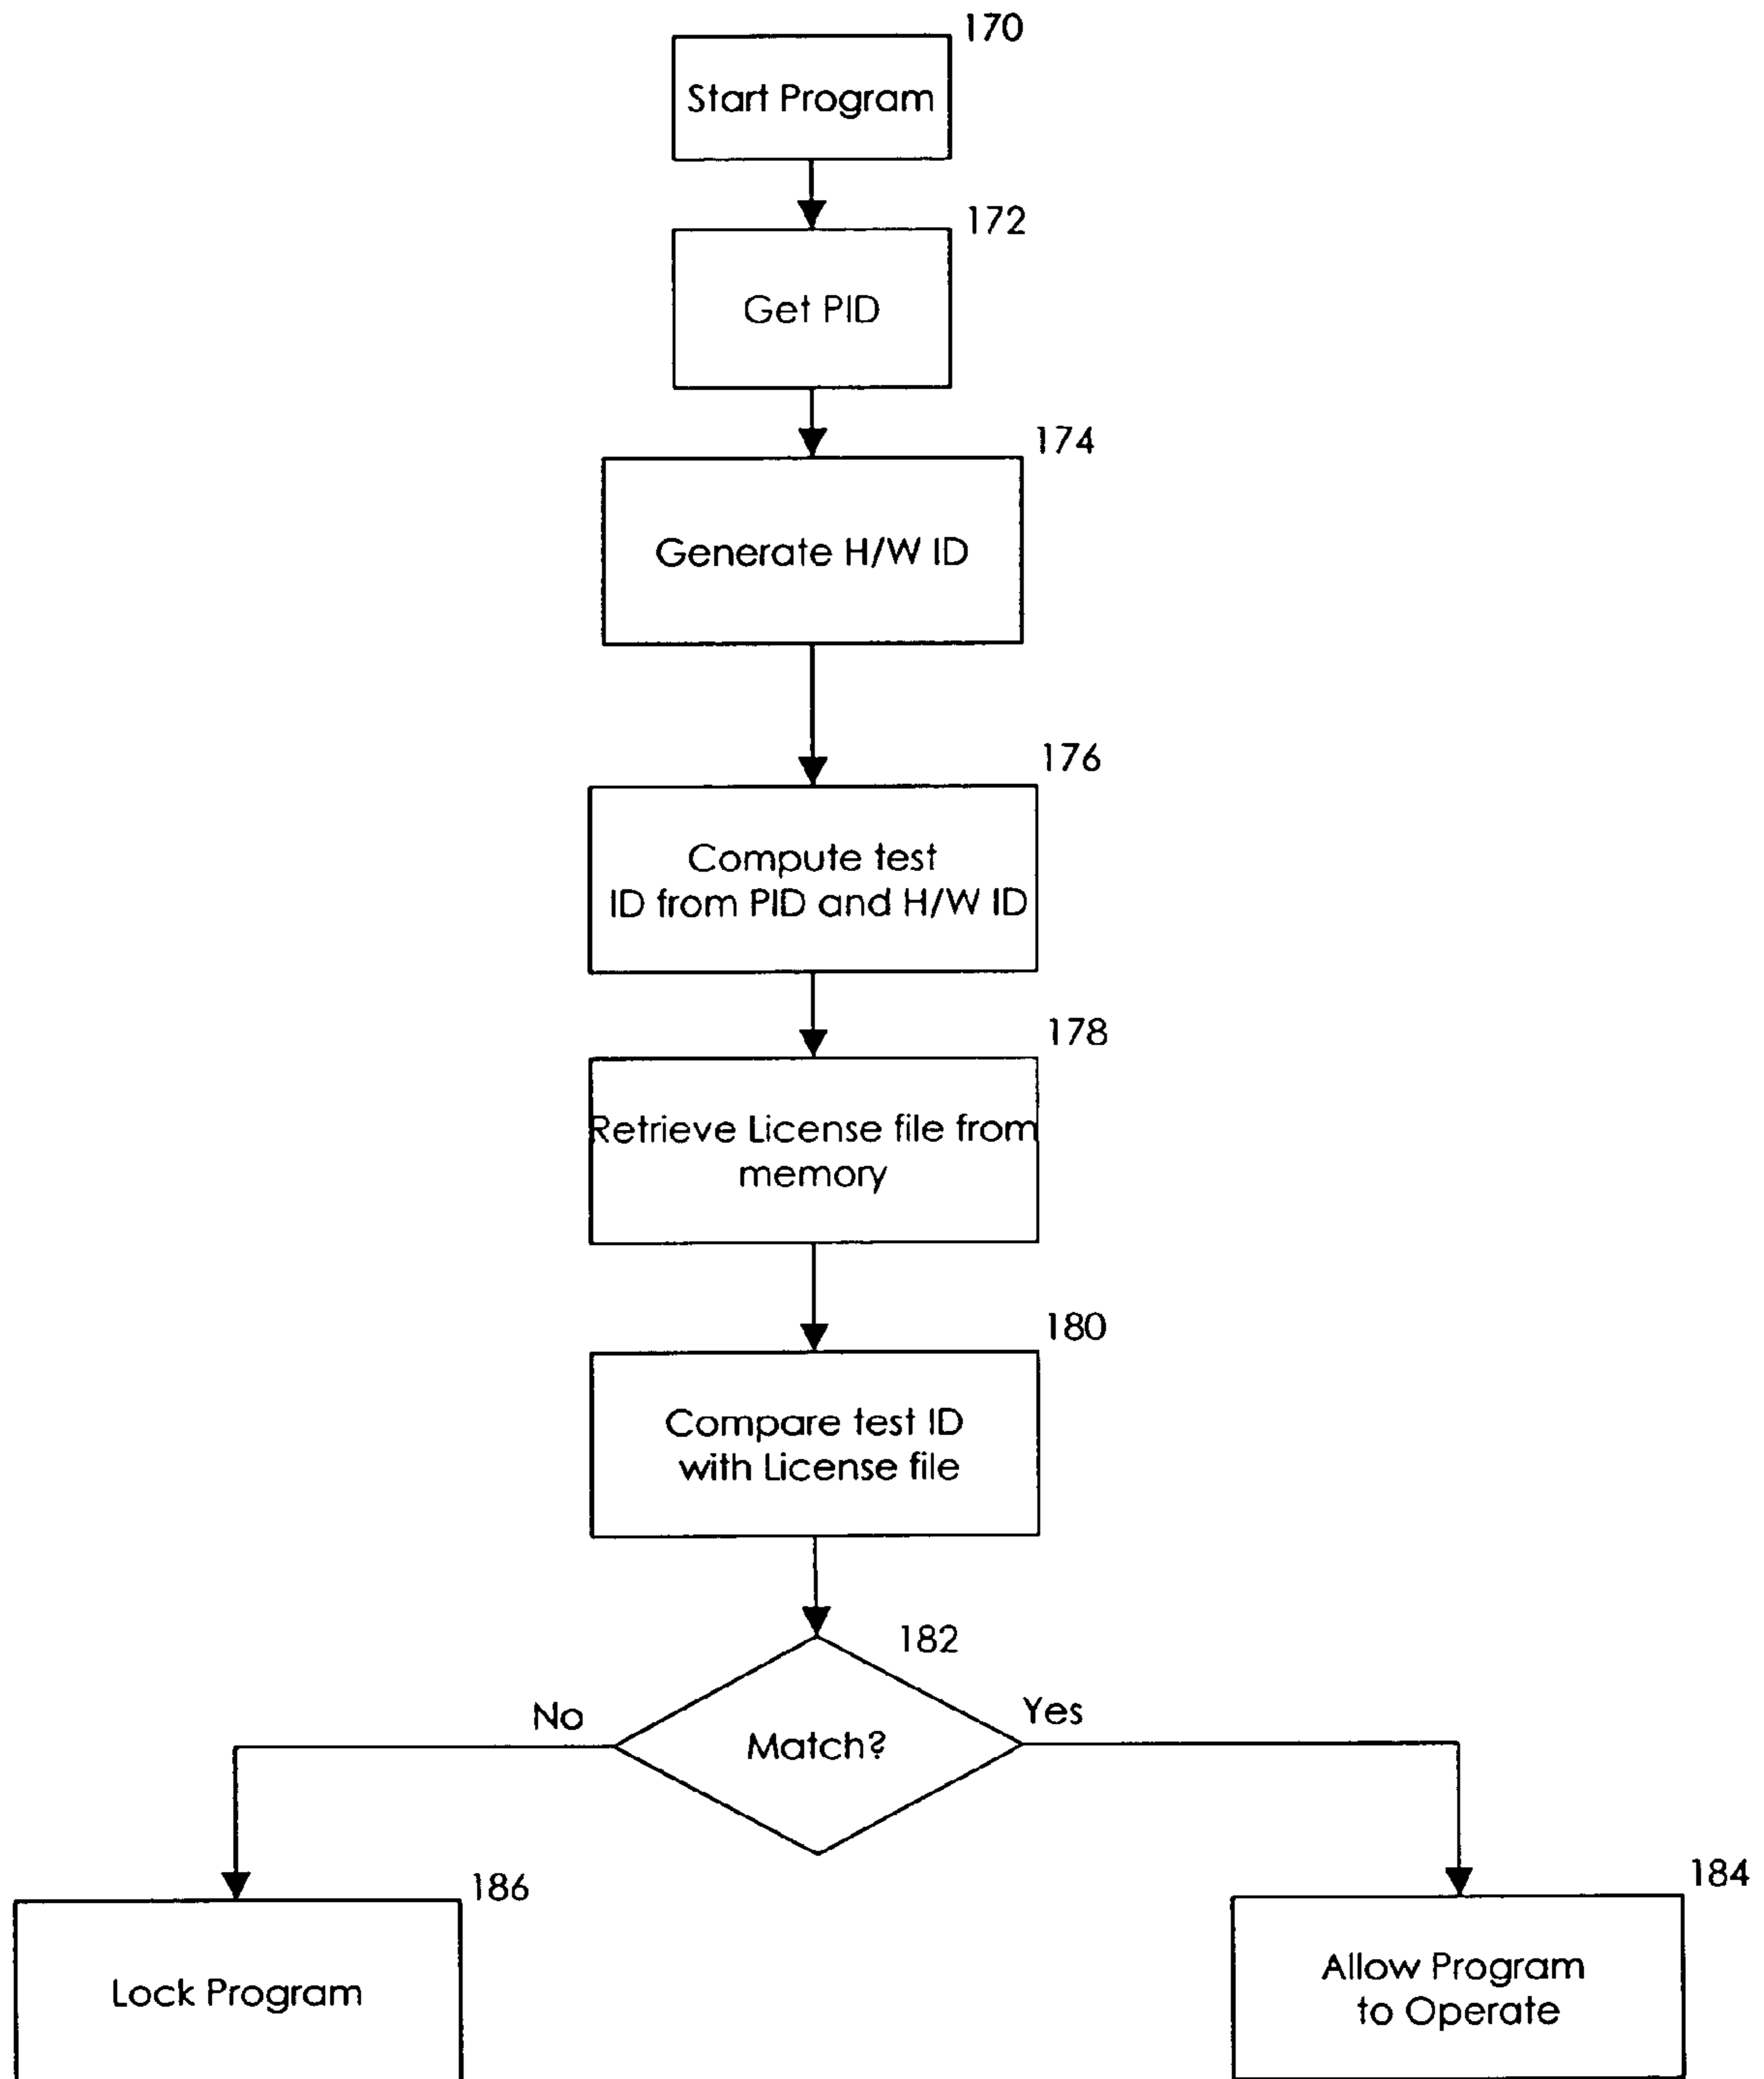 170
Start Program
172
Get PID
174
Generate H/W ID
176
Compute test
ID from PID and H/W ID
178
Retrieve License file from
memory
180
Compare test ID
with License file
182
No
Yes
Match?
186
184
Lock Program
Allow Program
to Operate